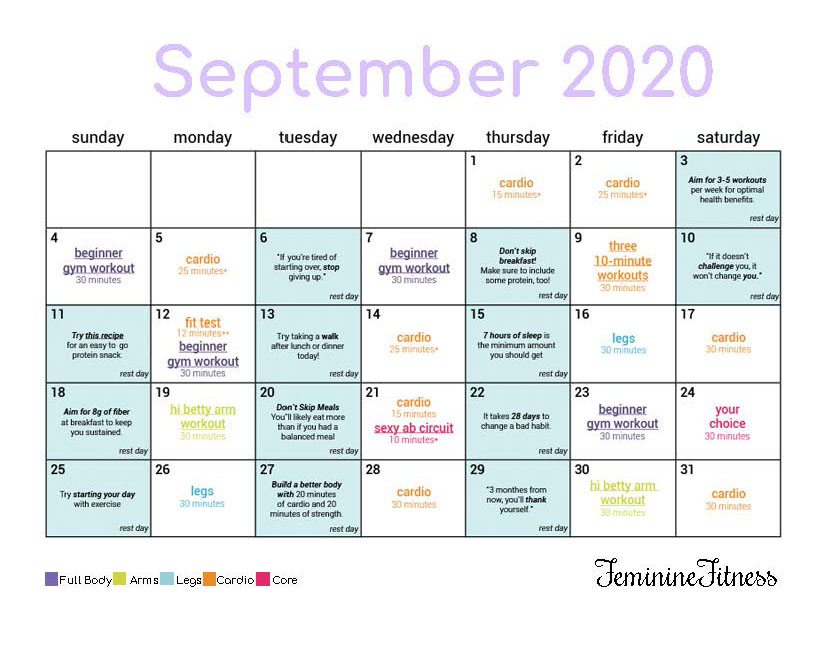 September 2020
sunday monday tuesday wednesday thursday friday saturday
1
cardio
15 minutes*
2
cardio
25 minutes*
3
Aim for 3-5 workouts
per week for optimal
health benefits.
rest day
4
beginner
gym workout
30 minutes
5
cardio
25 minutes*
6
"If you're tired of
starting over, stop
giving up."
rest day
7
beginner
gym workout
30 minutes
8
Don't skip
breakfast!
Make sure to include
some protein, too!
rest day
9
three
10-minute
workouts
30 minutes
10
"If it doesn't
challenge you, it
won't change you."
rest day
11
Try this recipe
for an easy to go
protein snack.
rest day
12
fit test
12 minutes**
beginner
gym workout
30 minutes
13
Try taking a walk
after lunch or dinner
today!
rest day
14
cardio
25 minutes*
15
7 hours of sleep is
the minimum amount
you should get
rest day
16
legs
30 minutes
17
cardio
30 minutes
18
Aim for 8g of fiber
at breakfast to keep
you sustained.
rest day
19
hi betty arm
workout
30 minutes
20
Don't Skip Meals
You"ll likely eat more
than if you had a
balanced meal
rest day
21
cardio
15 minutes
sexy ab circuit
10 minutes*
22
It takes 28 days to
change a bad habit.
rest day
23
beginner
gym workout
30 minutes
24
your
choice
30 minutes
25
Try starting your day
with exercise
rest day
26
legs
30 minutes
27
Build a better body
with 20 minutes
of cardio and 20
minutes of strength.
rest day
28
cardio
30 minutes
29
"3 monthes from
now, you'll thank
yourself."
rest day
30
hi betty arm
workout
30 minutes
31
cardio
30 minutes
Full Body Arms Legs Cardio Core
FeminineFitness